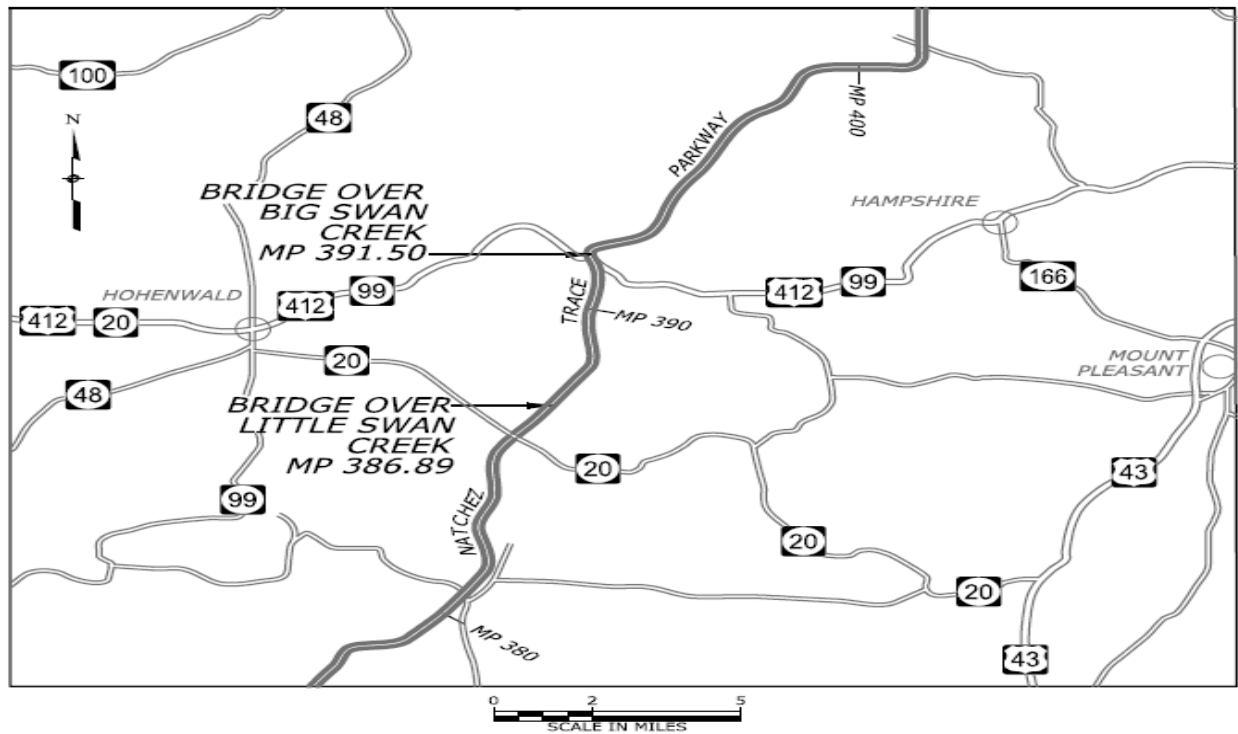 100
48
N
PARKWAY
MP 400
BRIDGE OVER
BIG SWAN
CREEK
MP 391.50
HAMPSHIRE
166
HOHENWALD
412
99
412
99
412
20
TRACE
MP 390
MOUNT
PLEASANT
20
48
BRIDGE OVER
LITTLE SWAN
CREEK
MP 386.89
20
43
99
NATCHEZ
20
20
MP 380
43
0 2 5
SCALE IN MILES